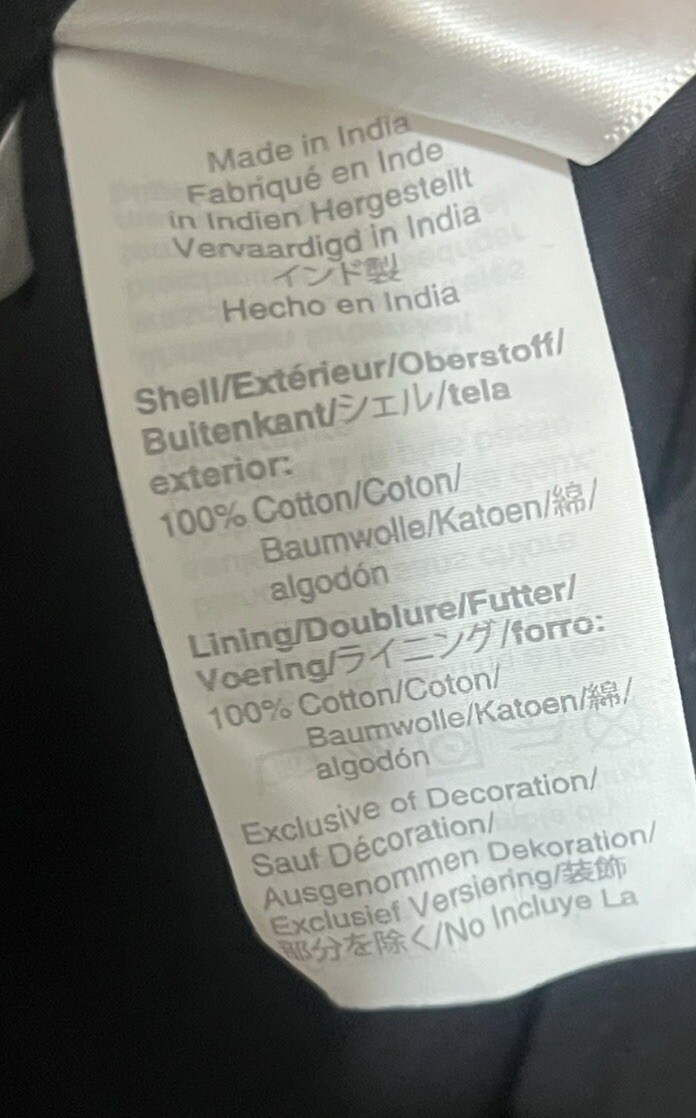 Made in India
Fabriqué en Inde
in Indien Hergestellt
Vervaardigd in India
インド製
Hecho en India
Shell/Extérieur/Oberstoff/
Buitenkant/シェル/tela
exterior:
100% Cotton/Coton/
Baumwolle/Katoen/綿/
algodón
Lining/Doublure/Futter/
Voering/ライニング/forro:
100% Cotton/Coton/
Baumwolle/Katoen/綿/
algodón
Exclusive of Decoration/
Sauf Décoration/
Ausgenommen Dekoration/
Exclusief Versiering/装飾
部分を除く/No Incluye La